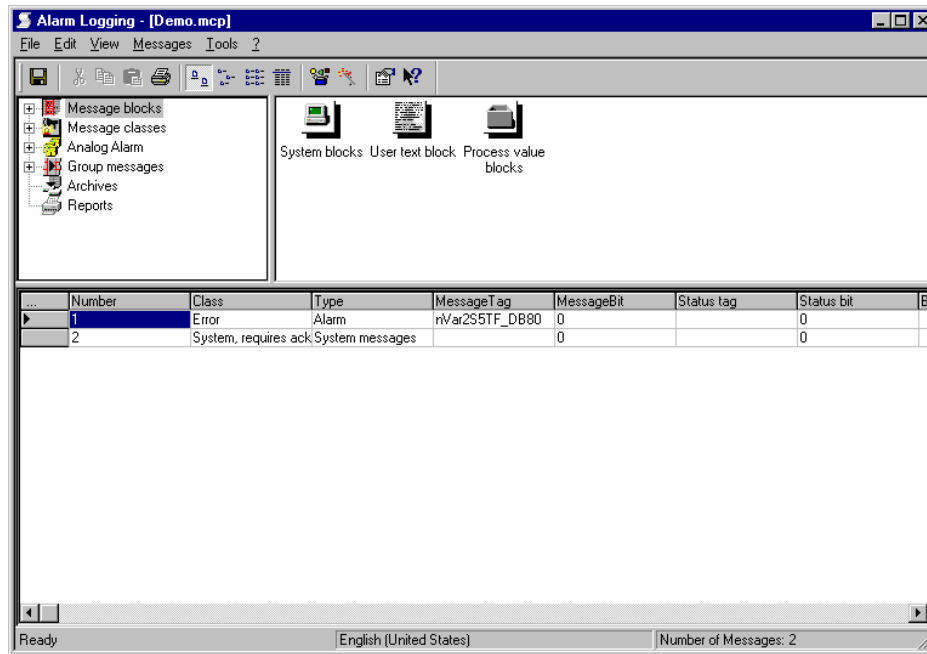 Alarm Logging - [Demo.mcp]
File Edit View Messages Tools ?
Message blocks
Message classes
Analog Alarm
Group messages
Archives
Reports
System blocks User text block Process value
blocks
... Number Class Type MessageTag MessageBit Status tag Status bit
1 Error Alarm nVar2S5TF_DB80 0 0
2 System, requires ack System messages 0 0
Ready English (United States) Number of Messages: 2